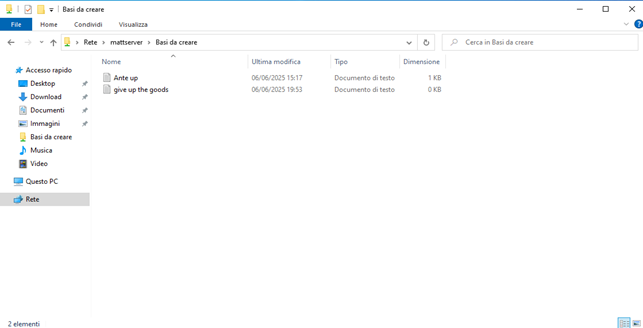 Basi da creare
File Home Condividi Visualizza
Rete mattserver Basi da creare
Cerca in Basi da creare
Nome Ultima modifica Tipo Dimensione
Accesso rapido
Ante up 06/06/2025 15:17 Documento di testo 1 KB
Desktop
give up the goods 06/06/2025 19:53 Documento di testo 0 KB
Download
Documenti
Immagini
Basi da creare
Musica
Video
Questo PC
Rete
2 elementi